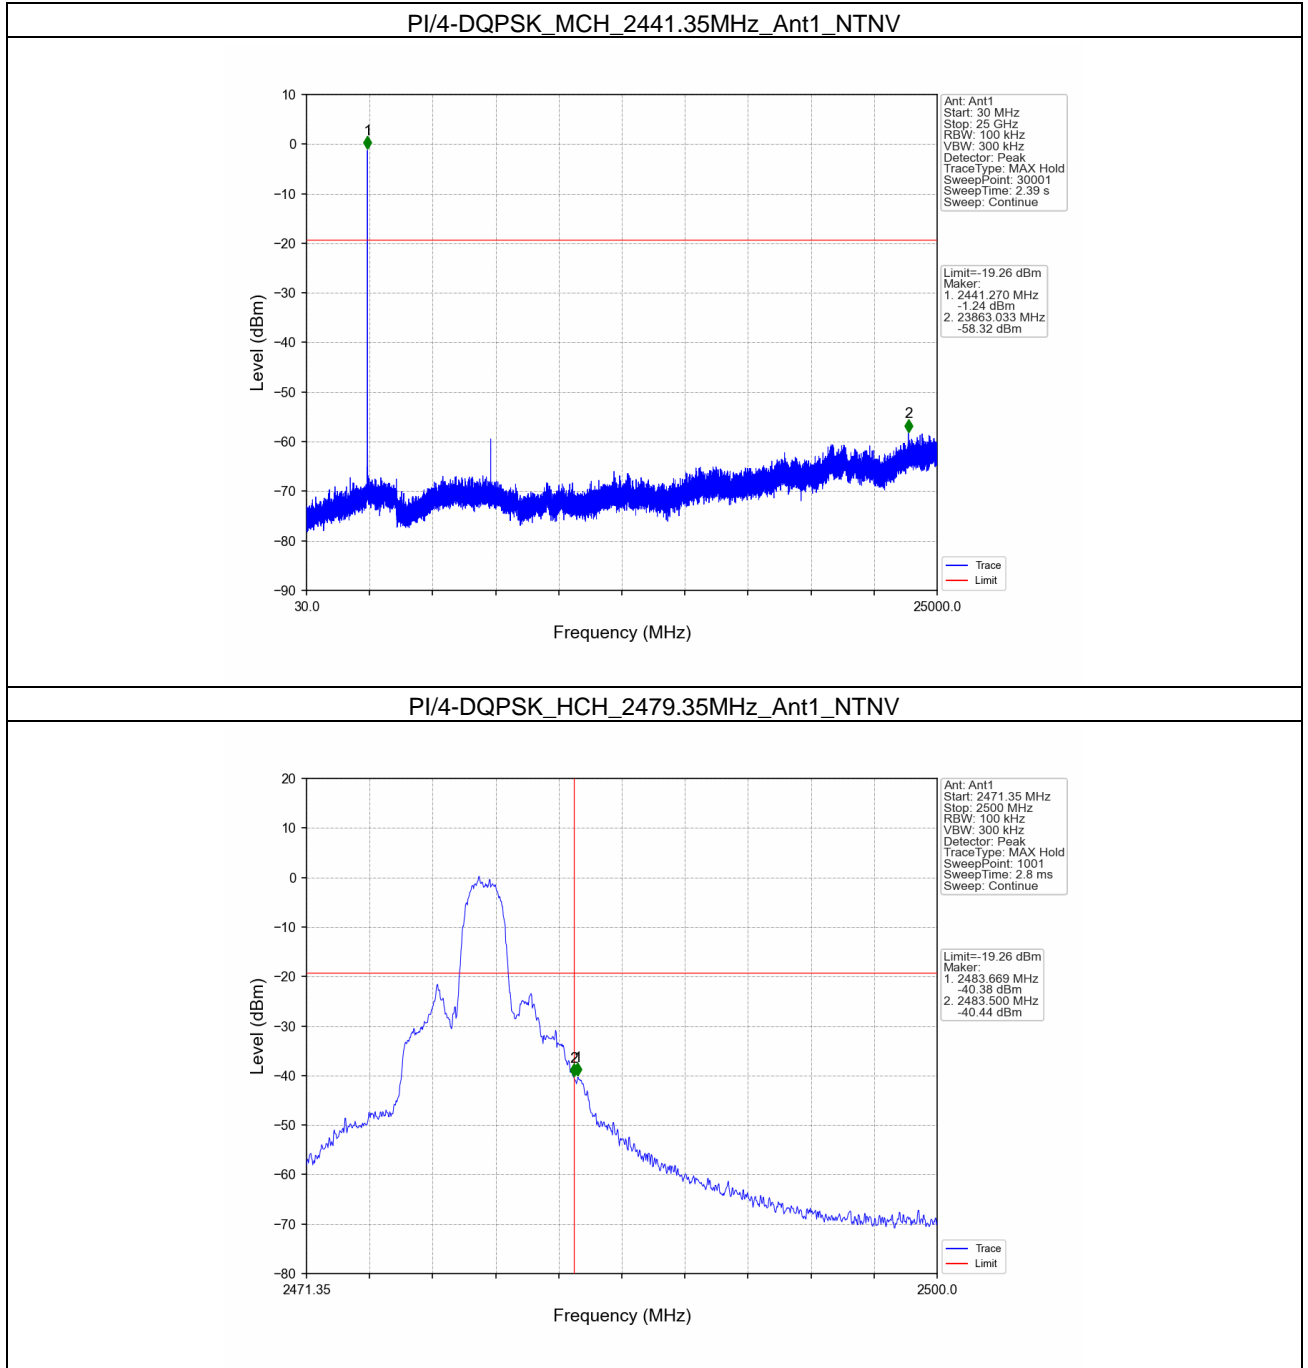 PI/4-DQPSK_MCH_2441.35MHz_Ant1_NTNV
10
0
−10
−20
−30
−40
−50
−60
−70
−80
−90
Level (dBm)
1
2
30.0
25000.0
Frequency (MHz)
Ant: Ant1
Start: 30 MHz
Stop: 25 GHz
RBW: 100 kHz
VBW: 300 kHz
Detector: Peak
TraceType: MAX Hold
SweepPoint: 30001
SweepTime: 2.39 s
Sweep: Continue
Limit=-19.26 dBm
Maker:
1. 2441.270 MHz
-1.24 dBm
2. 23863.033 MHz
-58.32 dBm
Trace
Limit
PI/4-DQPSK_HCH_2479.35MHz_Ant1_NTNV
20
10
0
−10
−20
−30
−40
−50
−60
−70
−80
Level (dBm)
2
1
2471.35
2500.0
Frequency (MHz)
Ant: Ant1
Start: 2471.35 MHz
Stop: 2500 MHz
RBW: 100 kHz
VBW: 300 kHz
Detector: Peak
TraceType: MAX Hold
SweepPoint: 1001
SweepTime: 2.8 ms
Sweep: Continue
Limit=-19.26 dBm
Maker:
1. 2483.669 MHz
-40.38 dBm
2. 2483.500 MHz
-40.44 dBm
Trace
Limit